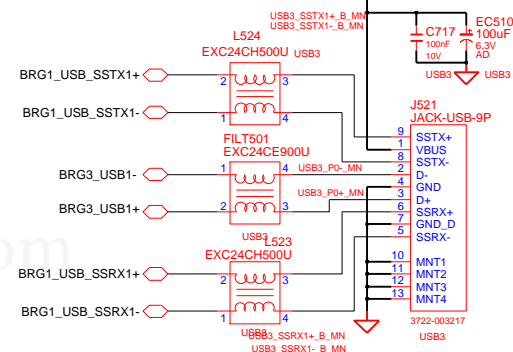 USB3_SSTX1+_B_MN
USB3_SSTX1-_B_MN
L524
EXC24CH500U
USB3
C717
100nF
10V
USB3
EC510
100uF
6.3V
AD
USB3
+
BRG1_USB_SSTX1+
2
3
BRG1_USB_SSTX1-
1
4
FILT501
EXC24CE900U
BRG3_USB1-
1
4
USB3_P0-_MN
BRG3_USB1+
2
3
USB3_P0+_MN
USB3
L523
EXC24CH500U
BRG1_USB_SSRX1+
2
3
BRG1_USB_SSRX1-
1
4
USB3
USB3_SSRX1+_B_MN
USB3_SSRX1-_B_MN
J521
JACK-USB-9P
9 SSTX+
1 VBUS
8 SSTX-
2 D-
4 GND
3 D+
6 SSRX+
7 GND_D
5 SSRX-
10 MNT1
11 MNT2
12 MNT3
13 MNT4
3722-003217
USB3
om